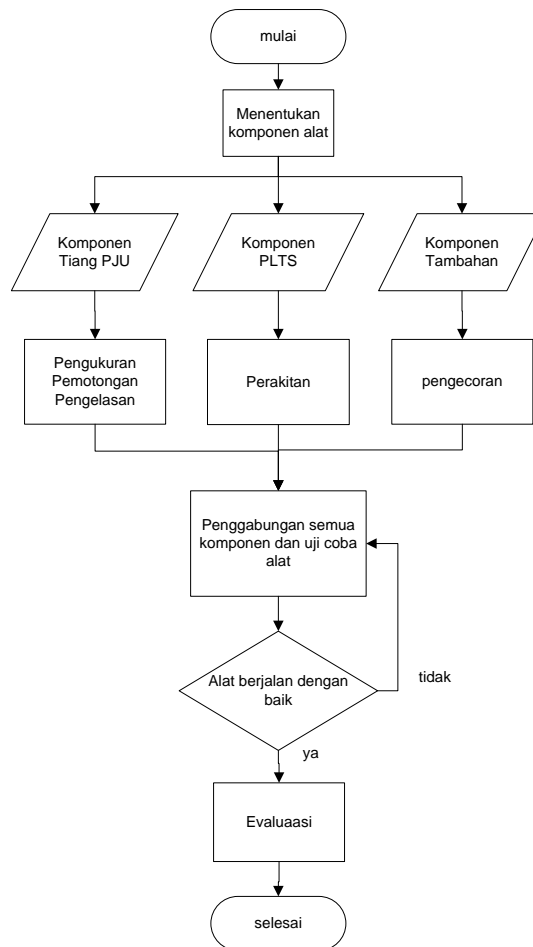 mulai
Menentukan
komponen alat
Komponen
Tiang PJU
Komponen
PLTS
Komponen
Tambahan
Pengukuran
Pemotongan
Pengelasan
Perakitan
pengecoran
Penggabungan semua
komponen dan uji coba
alat
Alat berjalan dengan
baik
tidak
ya
Evaluaasi
selesai